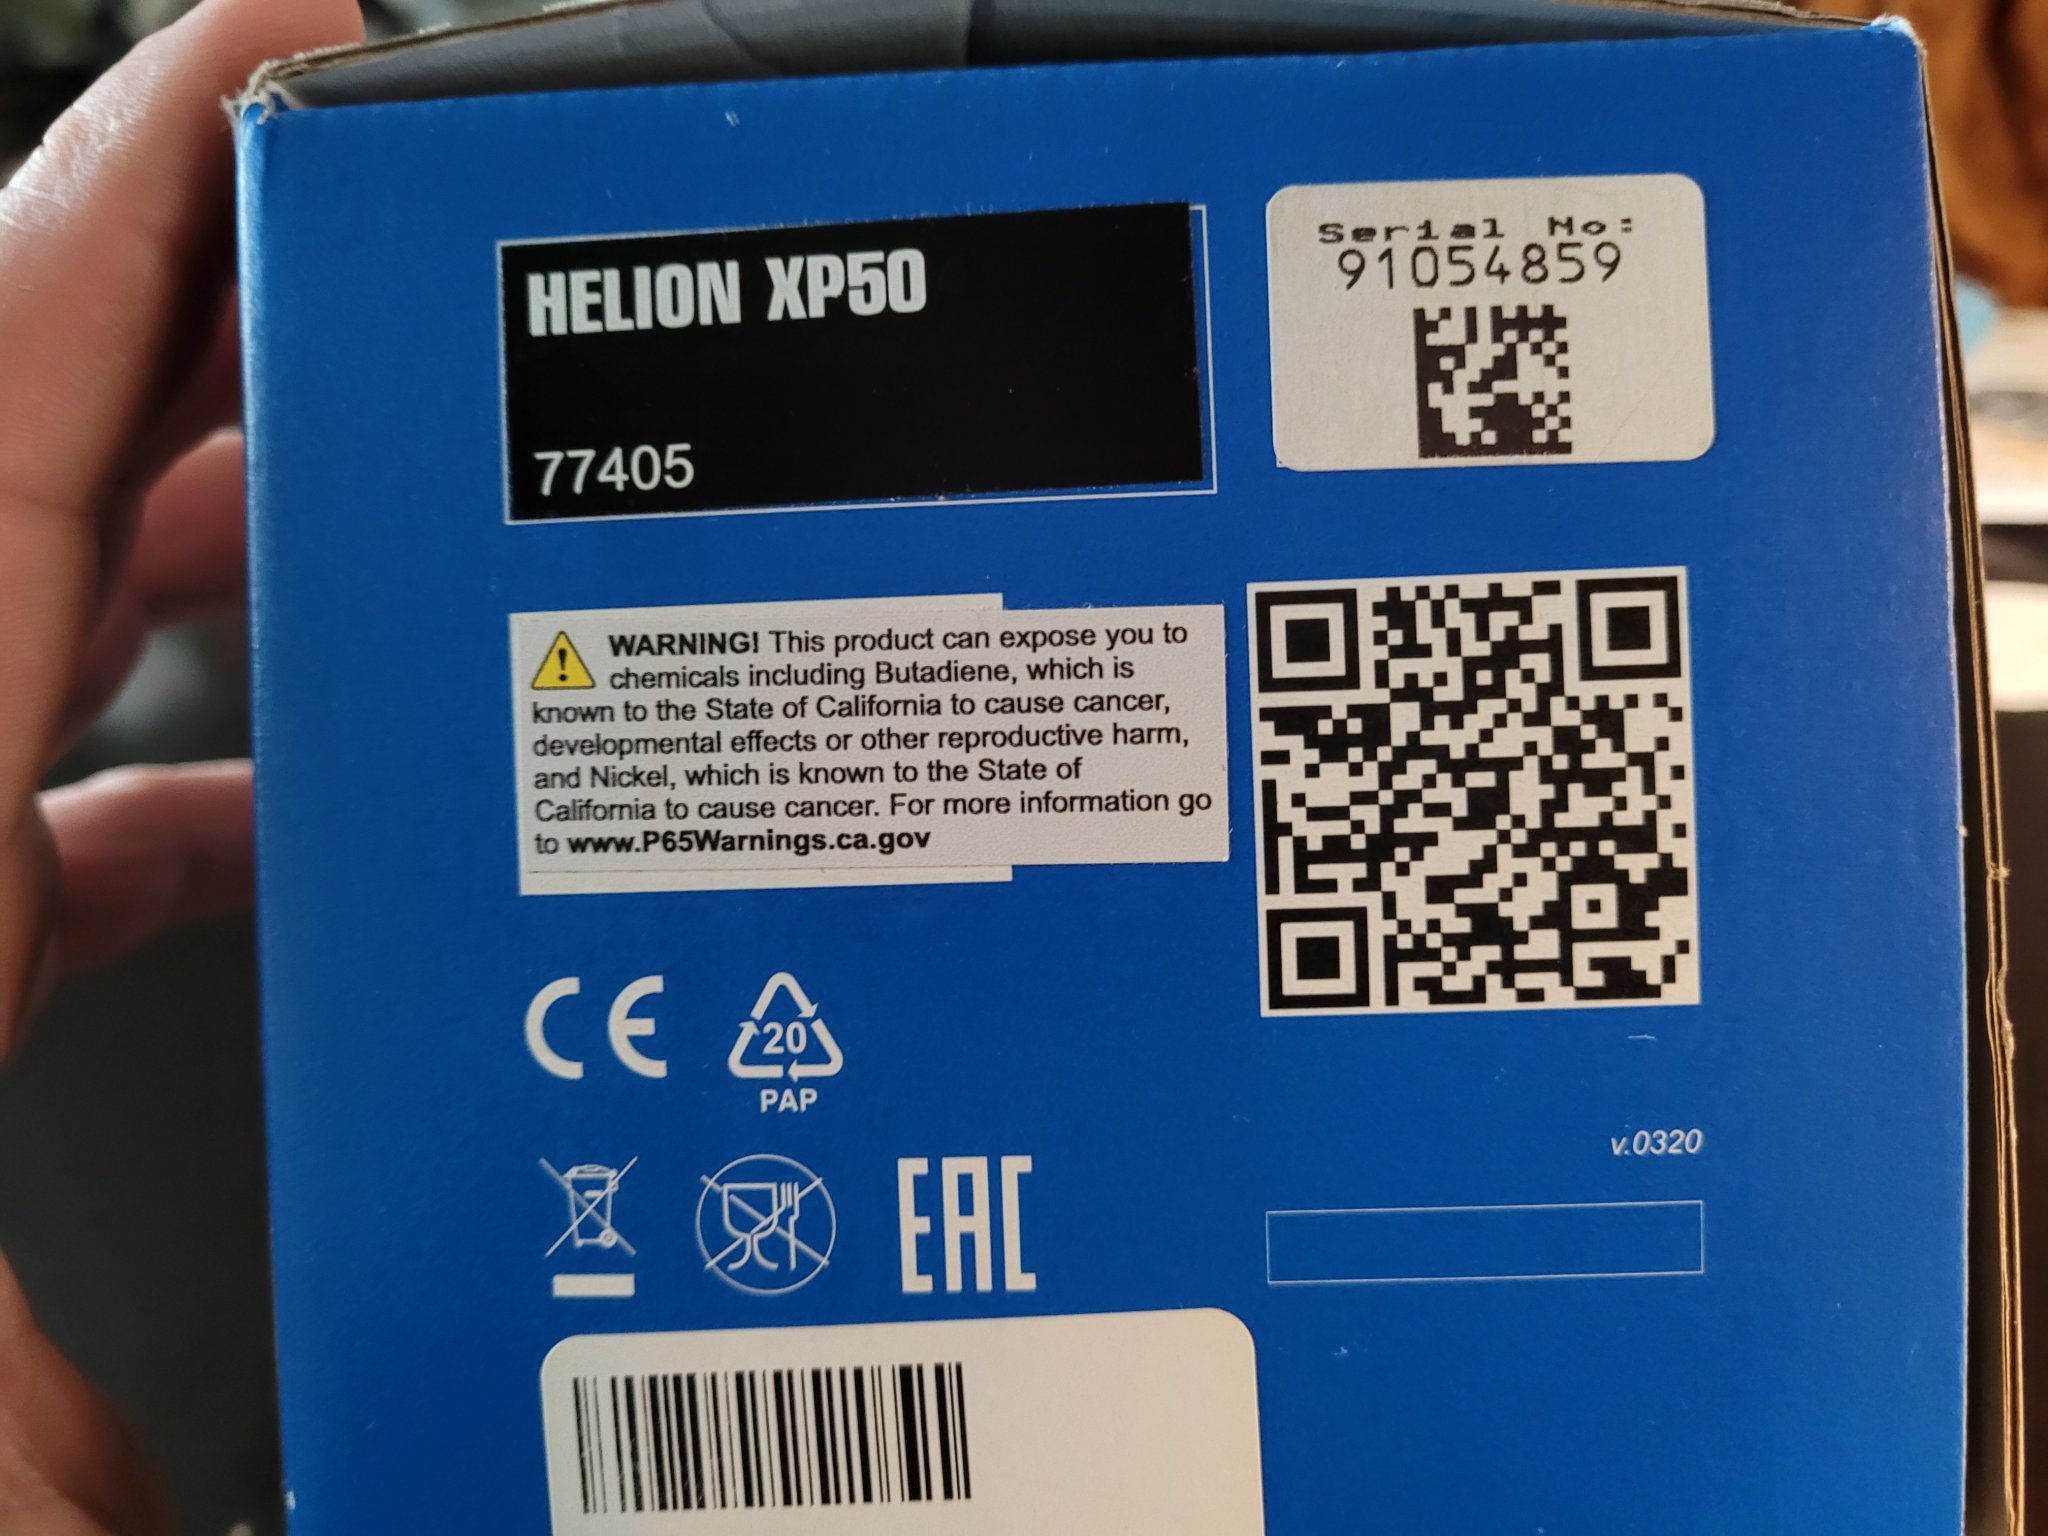 HELION XP50
77405
Serial No:
91054859
WARNING! This product can expose you to
chemicals including Butadiene, which is
known to the State of California to cause cancer,
developmental effects or other reproductive harm,
and Nickel, which is known to the State of
California to cause cancer. For more information go
to www.P65Warnings.ca.gov
CE
20
PAP
EAC
v.0320